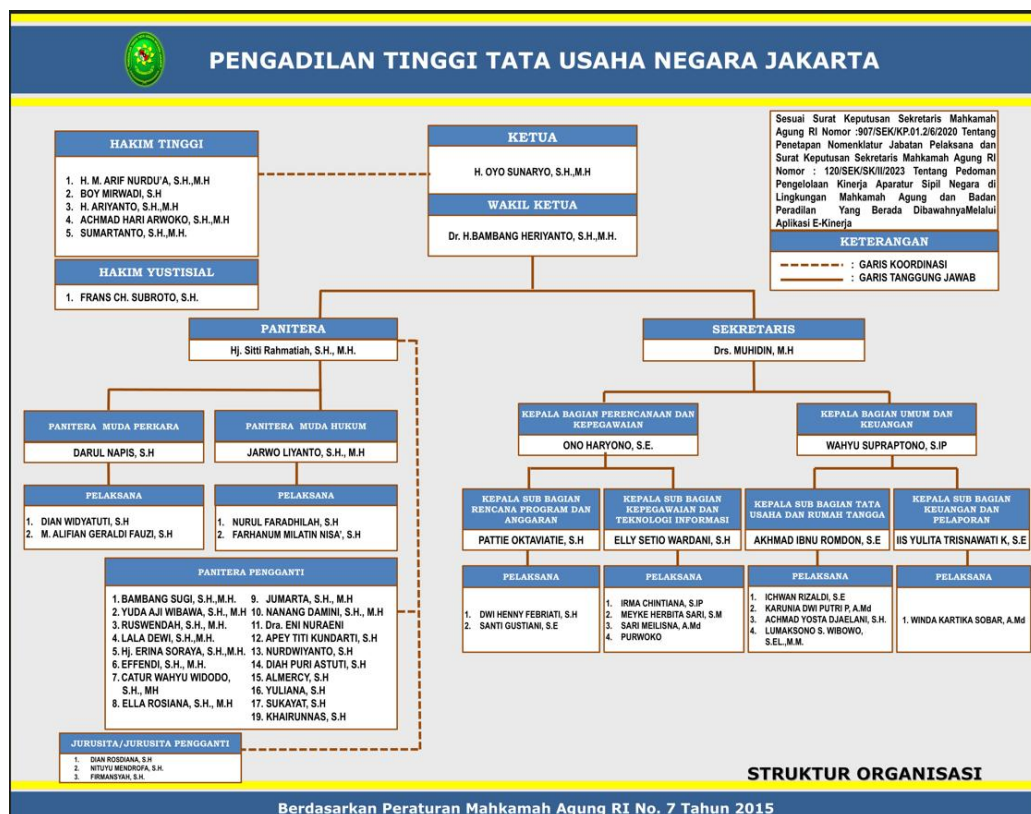 PENGADILAN TINGGI TATA USAHA NEGARA JAKARTA
HAKIM TINGGI
1. H. M. ARIF NURDU'A, S.H.,M.H
2. BOY MIRWADI, S.H
3. H. ARIYANTO, S.H.,M.H
4. ACHMAD HARI ARWOKO, S.H.,M.H
5. SUMARTANTO, S.H.,M.H.
HAKIM YUSTISIAL
1. FRANS CH. SUBROTO, S.H.
KETUA
H. OYO SUNARYO, S.H.,M.H
WAKIL KETUA
Dr. H.BAMBANG HERIYANTO, S.H.,M.H.
Sesuai Surat Keputusan Sekretaris Mahkamah
Agung RI Nomor :907/SEK/KP.01.2/6/2020 Tentang
Penetapan Nomenklatur Jabatan Pelaksana dan
Surat Keputusan Sekretaris Mahkamah Agung RI
Nomor : 120/SEK/SK/II/2023 Tentang Pedoman
Pengelolaan Kinerja Aparatur Sipil Negara di
Lingkungan Mahkamah Agung dan Badan
Peradilan Yang Berada DibawahnyaMelalui
Aplikasi E-Kinerja
KETERANGAN
: GARIS KOORDINASI
: GARIS TANGGUNG JAWAB
PANITERA
Hj. Sitti Rahmatiah, S.H., M.H.
SEKRETARIS
Drs. MUHIDIN, M.H
PANITERA MUDA PERKARA
DARUL NAPIS, S.H
PELAKSANA
1. DIAN WIDYATUTI, S.H
2. M. ALIFIAN GERALDI FAUZI, S.H
PANITERA MUDA HUKUM
JARWO LIYANTO, S.H., M.H
PELAKSANA
1. NURUL FARADHILAH, S.H
2. FARHANUM MILATIN NISA', S.H
PANITERA PENGGANTI
1. BAMBANG SUGI, S.H.,M.H.
2. YUDA AJI WIBAWA, S.H., M.H
3. RUSWENDAH, S.H., M.H.
4. LALA DEWI, S.H.,M.H.
5. Hj. ERINA SORAYA, S.H.,M.H.
6. EFFENDI, S.H., M.H.
7. CATUR WAHYU WIDODO,
S.H., MH
8. ELLA ROSIANA, S.H., M.H
9. JUMARTA, S.H., M.H
10. NANANG DAMINI, S.H., M.H
11. Dra. ENI NURAENI
12. APEY TITI KUNDARTI, S.H
13. NURDWIYANTO, S.H
14. DIAH PURI ASTUTI, S.H
15. ALMERCY, S.H
16. YULIANA, S.H
17. SUKAYAT, S.H
19. KHAIRUNNAS, S.H
JURUSITA/JURUSITA PENGGANTI
1. DIAN ROSDIANA, S.H
2. NITUYU MENDROFA, S.H.
3. FIRMANSYAH, S.H.
KEPALA BAGIAN PERENCANAAN DAN
KEPEGAWAIAN
ONO HARYONO, S.E.
KEPALA BAGIAN UMUM DAN
KEUANGAN
WAHYU SUPRAPTONO, S.IP
KEPALA SUB BAGIAN
RENCANA PROGRAM DAN
ANGGARAN
PATTIE OKTAVIATIE, S.H
PELAKSANA
1. DWI HENNY FEBRIATI, S.H
2. SANTI GUSTIANI, S.E
KEPALA SUB BAGIAN
KEPEGAWAIAN DAN
TEKNOLOGI INFORMASI
ELLY SETIO WARDANI, S.H
PELAKSANA
1. IRMA CHINTIANA, S.IP
2. MEYKE HERBITA SARI, S.M
3. SARI MEILISNA, A.Md
4. PURWOKO
KEPALA SUB BAGIAN TATA
USAHA DAN RUMAH TANGGA
AKHMAD IBNU ROMDON, S.E
PELAKSANA
1. ICHWAN RIZALDI, S.E
2. KARUNIA DWI PUTRI P, A.Md
3. ACHMAD YOSTA DJAELANI, S.H.
4. LUMAKSONO S. WIBOWO,
S.EL.,M.M.
KEPALA SUB BAGIAN
KEUANGAN DAN
PELAPORAN
IIS YULITA TRISNAWATI K, S.E
PELAKSANA
1. WINDA KARTIKA SOBAR, A.Md
STRUKTUR ORGANISASI
Berdasarkan Peraturan Mahkamah Agung RI No. 7 Tahun 2015